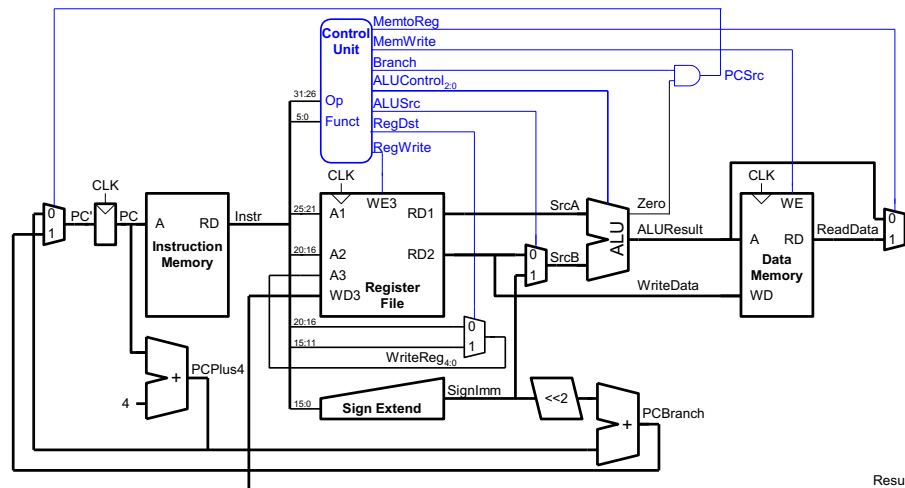 MemtoReg
Control
Unit
MemWrite
Branch
PCSrc
ALUControl2:0
31:26
Op
ALUSrc
5:0
Funct
RegDst
RegWrite
CLK
CLK
CLK
WE3
WE
0
1
PC'
PC
A
RD
Instr
Instruction
Memory
25:21
A1
RD1
SrcA
Zero
ALU
ALUResult
20:16
A2
RD2
0
1
SrcB
A
RD
ReadData
0
1
Data
Memory
A3
WD3
Register
File
WriteData
WD
20:16
0
15:11
1
WriteReg4:0
PCPlus4
+
4
SignImm
15:0
Sign Extend
<<2
+
PCBranch
Resu